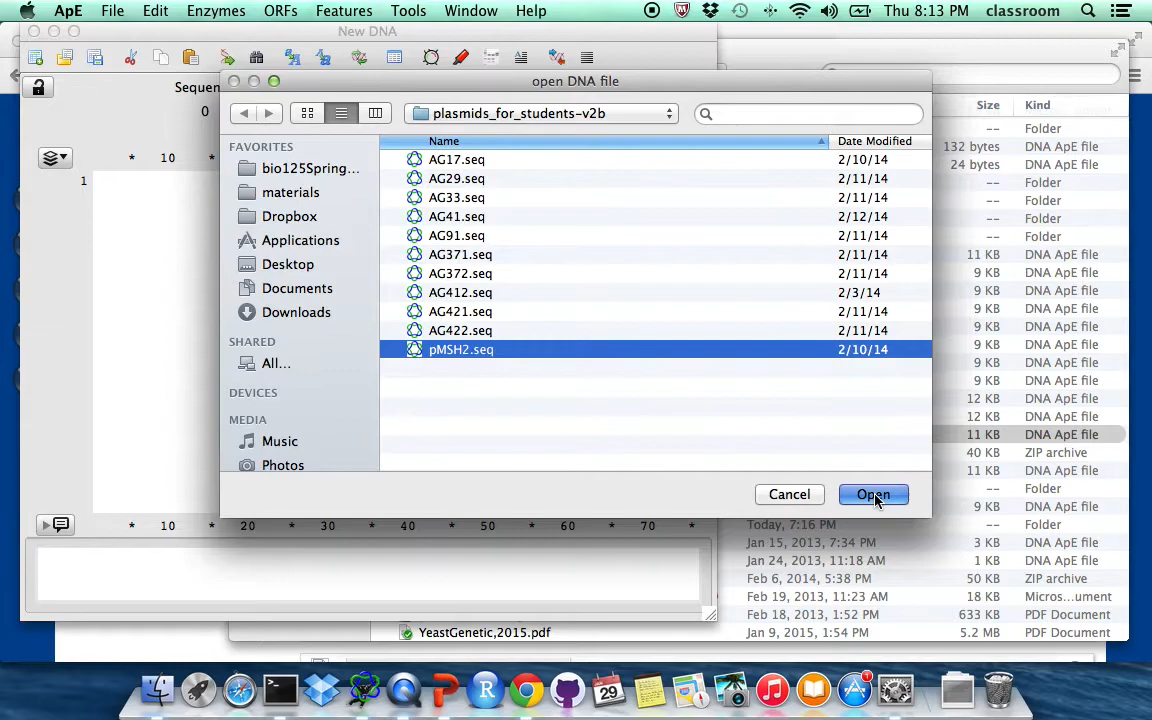 ApE File Edit Enzymes ORFs Features Tools Window Help Thu 8:13 PM classroom
New DNA
Sequen
0
* 10
1
open DNA file
plasmids_for_students-v2b
FAVORITES
bio125Spring...
materials
Dropbox
Applications
Desktop
Documents
Downloads
SHARED
All...
DEVICES
MEDIA
Music
Photos
Name Date Modified
AG17.seq 2/10/14
AG29.seq 2/11/14
AG33.seq 2/11/14
AG41.seq 2/12/14
AG91.seq 2/11/14
AG371.seq 2/11/14
AG372.seq 2/11/14
AG412.seq 2/3/14
AG421.seq 2/11/14
AG422.seq 2/11/14
pMSH2.seq 2/10/14
Cancel Open
Size Kind
-- Folder
132 bytes DNA ApE file
24 bytes DNA ApE file
-- Folder
-- Folder
-- Folder
-- Folder
11 KB DNA ApE file
9 KB DNA ApE file
9 KB DNA ApE file
9 KB DNA ApE file
9 KB DNA ApE file
9 KB DNA ApE file
9 KB DNA ApE file
9 KB DNA ApE file
12 KB DNA ApE file
12 KB DNA ApE file
11 KB DNA ApE file
40 KB ZIP archive
11 KB DNA ApE file
-- Folder
9 KB DNA ApE file
Today, 7:16 PM -- Folder
Jan 15, 2013, 7:34 PM 3 KB DNA ApE file
Jan 24, 2013, 11:18 AM 1 KB DNA ApE file
Feb 6, 2014, 5:38 PM 50 KB ZIP archive
Feb 19, 2013, 11:23 AM 18 KB Micros...ument
Feb 18, 2013, 1:52 PM 633 KB PDF Document
YeastGenetic,2015.pdf Jan 9, 2015, 1:54 PM 5.2 MB PDF Document
* 10 * 20 * 30 * 40 * 50 * 60 * 70 *
JAN
29